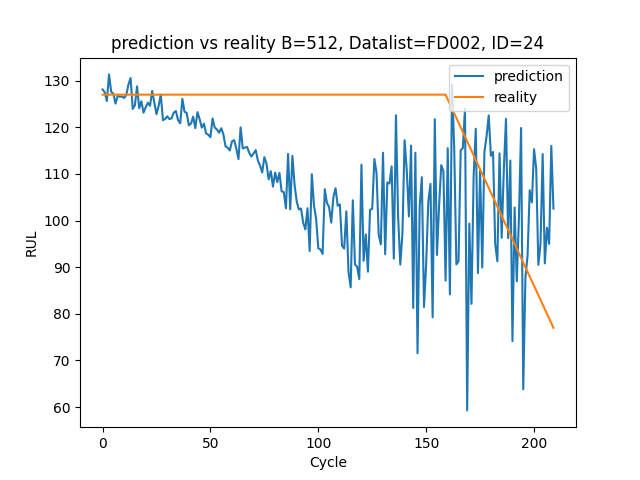 prediction vs reality B=512, Datalist=FD002, ID=24
prediction
reality
130
120
110
100
90
80
70
60
RUL
0
50
100
150
200
Cycle